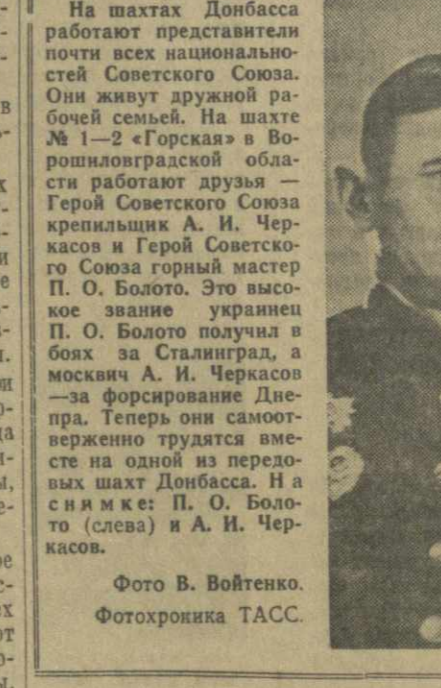 На шахтах Донбасса
работают представители
почти всех национально-
стей Советского Союза.
Они живут дружной ра-
бочей семьей. На шахте
№ 1—2 «Горская» в Во-
рошиловградской обла-
сти работают друзья —
Герой Советского Союза
крепильщик А. И. Чер-
касов и Герой Советско-
го Союза горный мастер
П. О. Болото. Это высо-
кое звание украинец
П. О. Болото получил в
боях за Сталинград, а
москвич А. И. Черкасов
—за форсирование Дне-
пра. Теперь они самоот-
верженно трудятся вме-
сте на одной из передо-
вых шахт Донбасса. На
снимке: П. О. Боло-
то (слева) и А. И. Чер-
касов.
Фото В. Войтенко.
Фотохроника ТАСС.